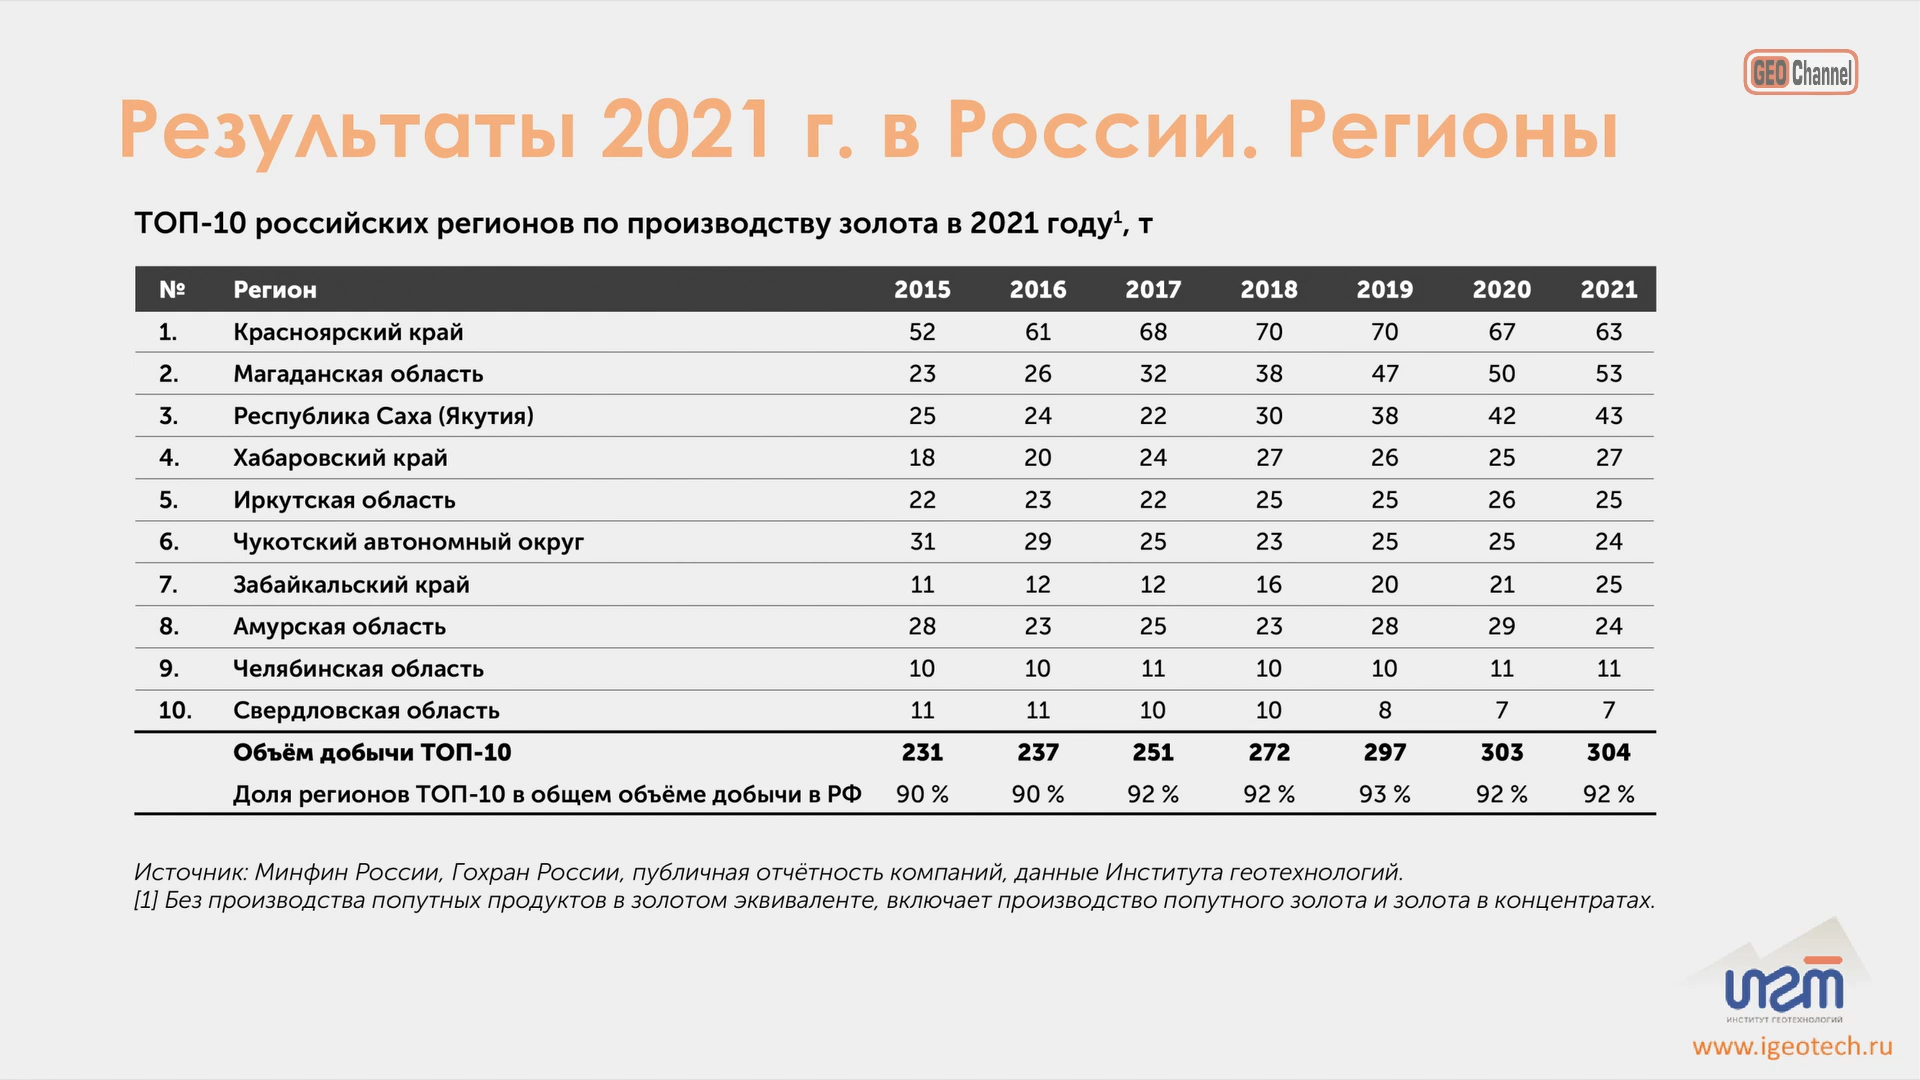 GEO Channel
Результаты 2021 г. в России. Регионы
ТОП-10 российских регионов по производству золота в 2021 году¹, т
№ Регион 2015 2016 2017 2018 2019 2020 2021
1. Красноярский край 52 61 68 70 70 67 63
2. Магаданская область 23 26 32 38 47 50 53
3. Республика Саха (Якутия) 25 24 22 30 38 42 43
4. Хабаровский край 18 20 24 27 26 25 27
5. Иркутская область 22 23 22 25 25 26 25
6. Чукотский автономный округ 31 29 25 23 25 25 24
7. Забайкальский край 11 12 12 16 20 21 25
8. Амурская область 28 23 25 23 28 29 24
9. Челябинская область 10 10 11 10 10 11 11
10. Свердловская область 11 11 10 10 8 7 7
Объём добычи ТОП-10 231 237 251 272 297 303 304
Доля регионов ТОП-10 в общем объёме добычи в РФ 90 % 90 % 92 % 92 % 93 % 92 % 92 %
Источник: Минфин России, Гохран России, публичная отчётность компаний, данные Института геотехнологий.
[1] Без производства попутных продуктов в золотом эквиваленте, включает производство попутного золота и золота в концентратах.
ИНСТИТУТ ГЕОТЕХНОЛОГИЙ
www.igeotech.ru